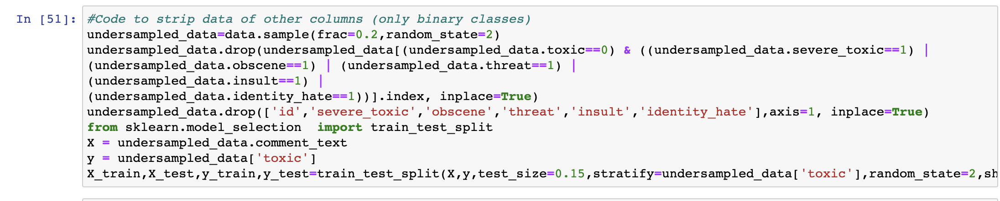 In [51]: #Code to strip data of other columns (only binary classes)
undersampled_data=data.sample(frac=0.2,random_state=2)
undersampled_data.drop(undersampled_data[(undersampled_data.toxic==0) & ((undersampled_data.severe_toxic==1) |
(undersampled_data.obscene==1) | (undersampled_data.threat==1) |
(undersampled_data.insult==1) |
(undersampled_data.identity_hate==1))].index, inplace=True)
undersampled_data.drop(['id','severe_toxic','obscene','threat','insult','identity_hate'],axis=1, inplace=True)
from sklearn.model_selection  import train_test_split
X = undersampled_data.comment_text
y = undersampled_data['toxic']
X_train,X_test,y_train,y_test=train_test_split(X,y,test_size=0.15,stratify=undersampled_data['toxic'],random_state=2,sh